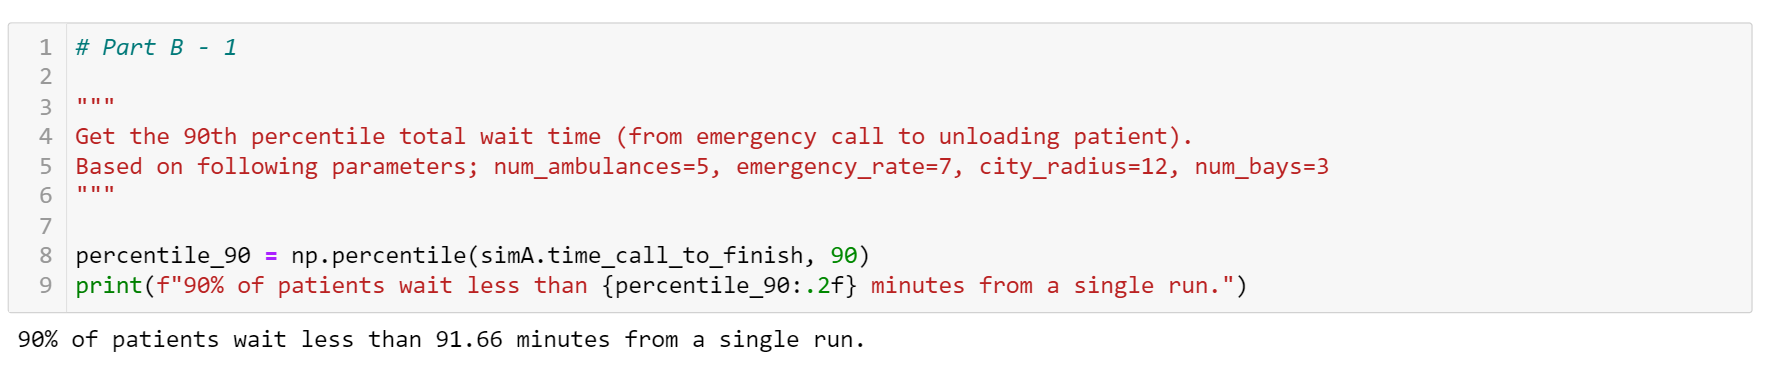 1 # Part B - 1
2
3 """
4 Get the 90th percentile total wait time (from emergency call to unloading patient).
5 Based on following parameters; num_ambulances=5, emergency_rate=7, city_radius=12, num_bays=3
6 """
7
8 percentile_90 = np.percentile(simA.time_call_to_finish, 90)
9 print(f"90% of patients wait less than {percentile_90:.2f} minutes from a single run.")
90% of patients wait less than 91.66 minutes from a single run.